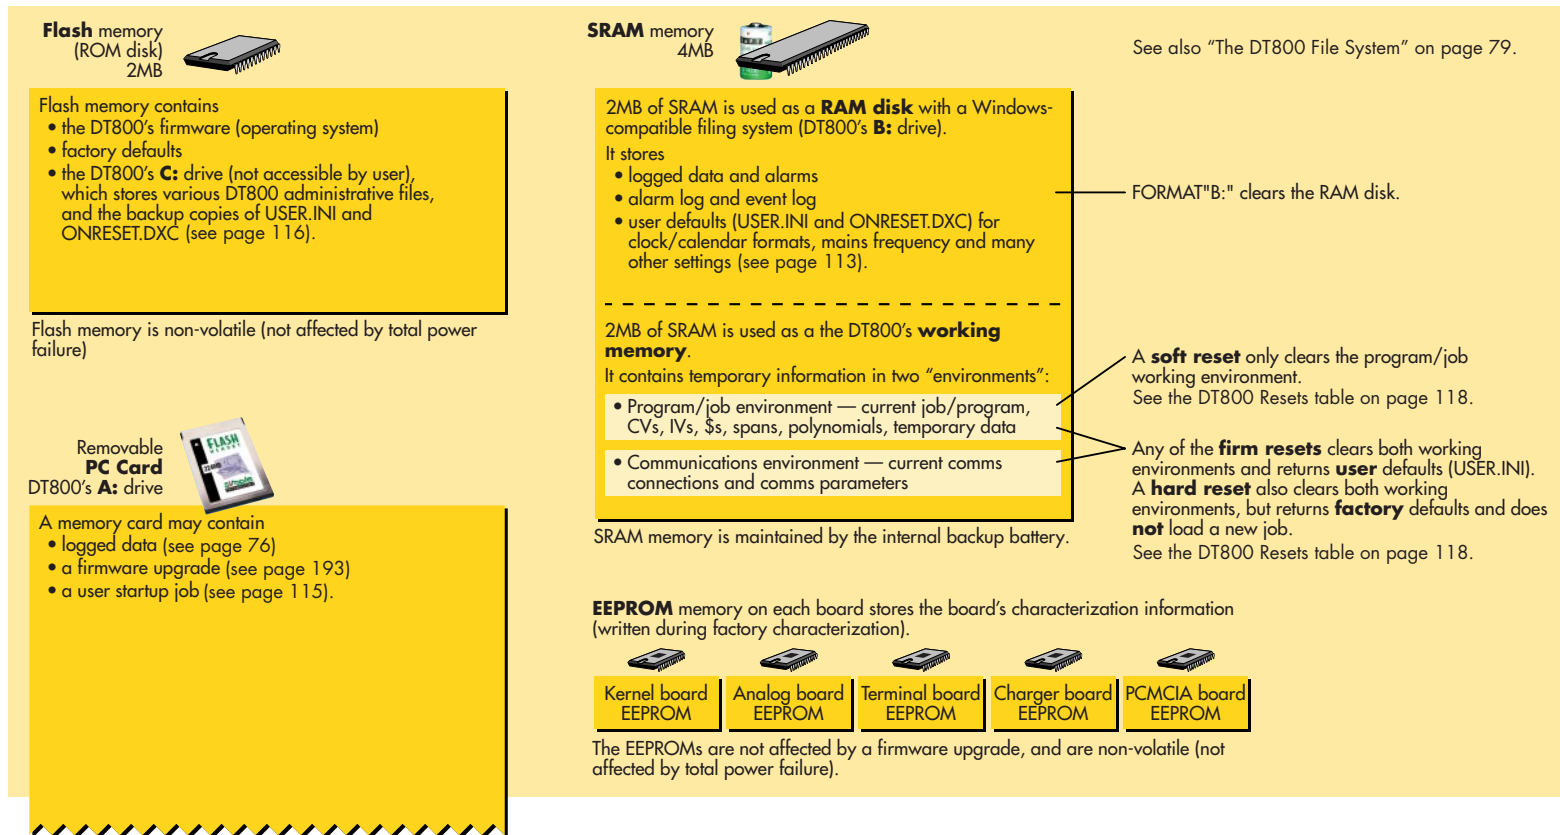 Flash memory
(ROM disk)
2MB
Flash memory contains
• the DT800's firmware (operating system)
• factory defaults
• the DT800's C: drive (not accessible by user),
which stores various DT800 administrative files,
and the backup copies of USER.INI and
ONRESET.DXC (see page 116).
Flash memory is non-volatile (not affected by total power
failure)
Removable
PC Card
DT800's A: drive
FLASH
MEMORY
A memory card may contain
• logged data (see page 76)
• a firmware upgrade (see page 193)
• a user startup job (see page 115).
SRAM memory
4MB
2MB of SRAM is used as a RAM disk with a Windows-
compatible filing system (DT800's B: drive).
It stores
• logged data and alarms
• alarm log and event log
• user defaults (USER.INI and ONRESET.DXC) for
clock/calendar formats, mains frequency and many
other settings (see page 113).
2MB of SRAM is used as a the DT800's working
memory.
It contains temporary information in two “environments”:
• Program/job environment — current job/program,
CVs, IVs, $s, spans, polynomials, temporary data
• Communications environment — current comms
connections and comms parameters
SRAM memory is maintained by the internal backup battery.
See also “The DT800 File System” on page 79.
FORMAT"B:" clears the RAM disk.
A soft reset only clears the program/job
working environment.
See the DT800 Resets table on page 118.
Any of the firm resets clears both working
environments and returns user defaults (USER.INI).
A hard reset also clears both working
environments, but returns factory defaults and does
not load a new job.
See the DT800 Resets table on page 118.
EEPROM memory on each board stores the board's characterization information
(written during factory characterization).
Kernel board
EEPROM
Analog board
EEPROM
Terminal board
EEPROM
Charger board
EEPROM
PCMCIA board
EEPROM
The EEPROMs are not affected by a firmware upgrade, and are non-volatile (not
affected by total power failure).